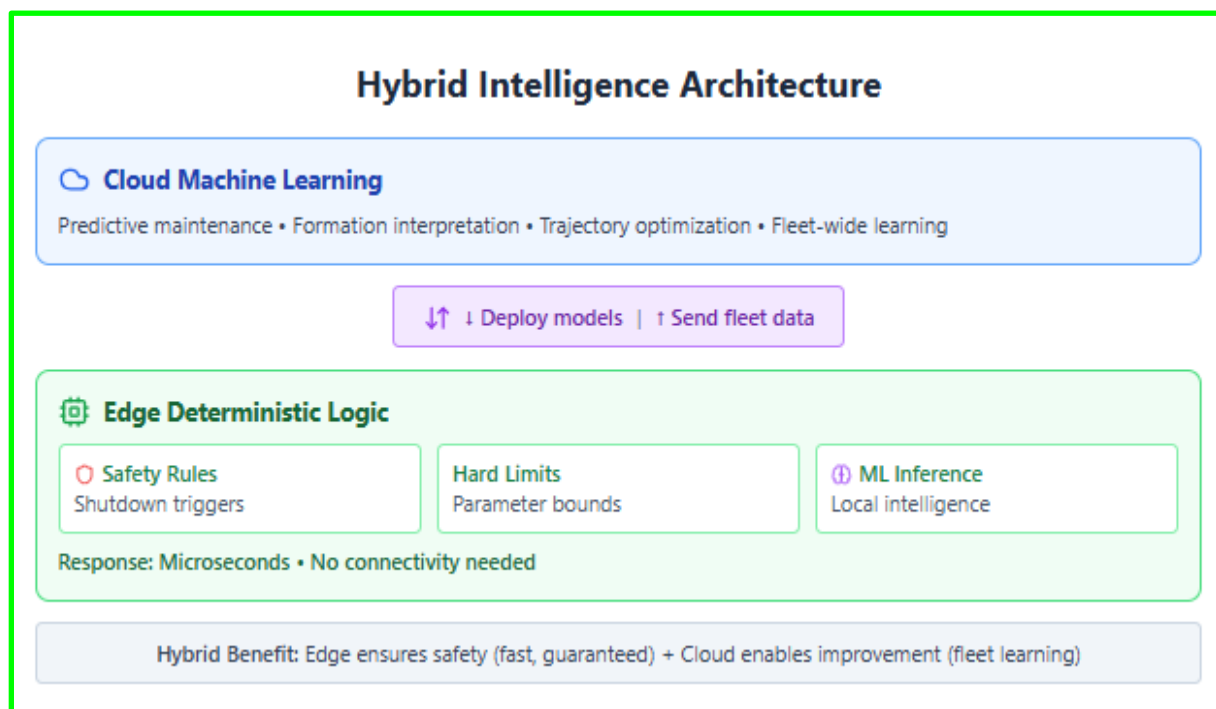 Hybrid Intelligence Architecture
Cloud Machine Learning
Predictive maintenance • Formation interpretation • Trajectory optimization • Fleet-wide learning
↓ Deploy models | ↑ Send fleet data
Edge Deterministic Logic
Safety Rules
Shutdown triggers
Hard Limits
Parameter bounds
ML Inference
Local intelligence
Response: Microseconds • No connectivity needed
Hybrid Benefit: Edge ensures safety (fast, guaranteed) + Cloud enables improvement (fleet learning)